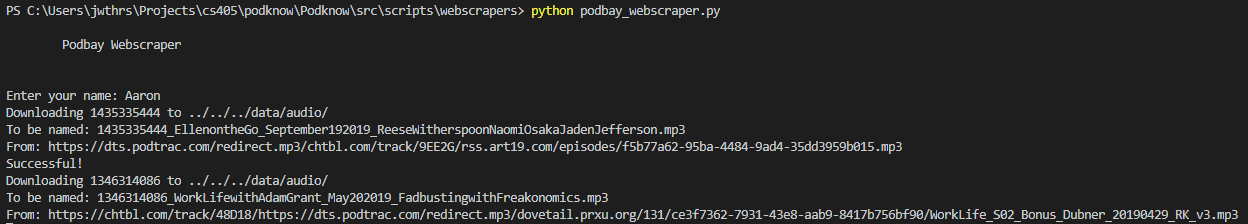 PS C:\Users\jwthrs\Projects\cs405\podknow\Podknow\src\scripts\webscrapers> python podbay_webscraper.py
Podbay Webscraper
Enter your name: Aaron
Downloading 1435335444 to ../../../data/audio/
To be named: 1435335444_EllenontheGo_September192019_ReeseWitherspoonNaomiOsakaJadenJefferson.mp3
From: https://dts.podtrac.com/redirect.mp3/chtbl.com/track/9EE2G/rss.art19.com/episodes/f5b77a62-95ba-4484-9ad4-35dd3959b015.mp3
Successful!
Downloading 1346314086 to ../../../data/audio/
To be named: 1346314086_WorkLifewithAdamGrant_May202019_FadbustingwithFreakonomics.mp3
From: https://chtbl.com/track/48D18/https://dts.podtrac.com/redirect.mp3/dovetail.prxu.org/131/ce3f7362-7931-43e8-aab9-8417b756bf90/WorkLife_S02_Bonus_Dubner_20190429_RK_v3.mp3